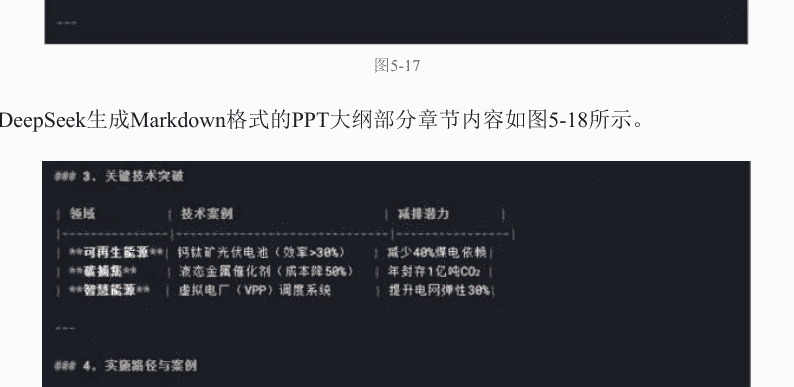 ---
图5-17
DeepSeek生成Markdown格式的PPT大纲部分章节内容如图5-18所示。
### 3. 关键技术突破
| 领域 | 技术案例 | 减排潜力 |
|---------------|--------------------------|---------------|
| **可再生能源**| 钙钛矿光伏电池（效率>30%） | 减少40%煤电依赖|
| **碳捕集** | 液态金属催化剂（成本降50%） | 年封存1亿吨CO₂ |
| **智慧能源** | 虚拟电厂（VPP）调度系统 | 提升电网弹性30%|
---
### 4. 实施路径与案例